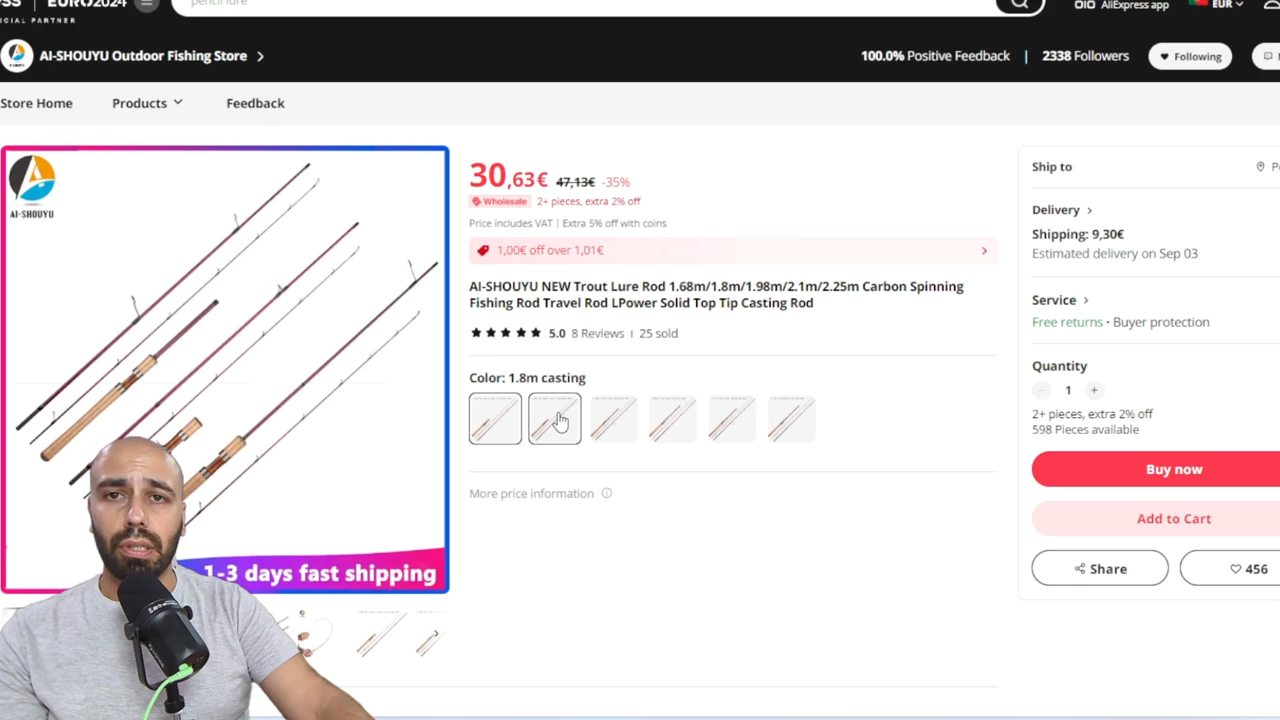 EURO2024
ICIAL PARTNER
pencil lure
AliExpress app
EUR
AI-SHOUYU Outdoor Fishing Store >
100.0% Positive Feedback | 2338 Followers
Following
Store Home
Products
Feedback
AI-SHOUYU
1-3 days fast shipping
30,63€ 47,13€ -35%
Wholesale 2+ pieces, extra 2% off
Price includes VAT | Extra 5% off with coins
1,00€ off over 1,01€
AI-SHOUYU NEW Trout Lure Rod 1.68m/1.8m/1.98m/2.1m/2.25m Carbon Spinning
Fishing Rod Travel Rod LPower Solid Top Tip Casting Rod
5.0 8 Reviews | 25 sold
Color: 1.8m casting
More price information
Ship to
Delivery >
Shipping: 9,30€
Estimated delivery on Sep 03
Service >
Free returns · Buyer protection
Quantity
- 1 +
2+ pieces, extra 2% off
598 Pieces available
Buy now
Add to Cart
Share
456